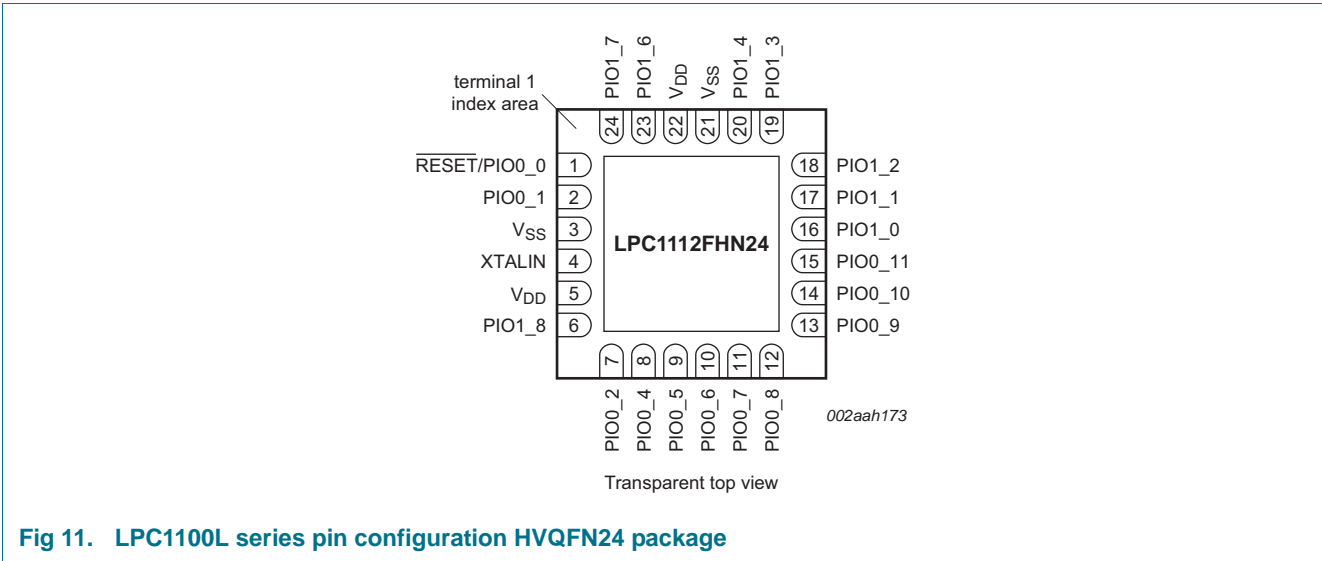 PIO1_7
PIO1_6
VDD
VSS
PIO1_4
PIO1_3
terminal 1
index area
24
23
22
21
20
19
RESET/PIO0_0 1
PIO0_1 2
VSS 3
XTALIN 4
VDD 5
PIO1_8 6
LPC1112FHN24
18 PIO1_2
17 PIO1_1
16 PIO1_0
15 PIO0_11
14 PIO0_10
13 PIO0_9
7
8
9
10
11
12
PIO0_2
PIO0_4
PIO0_5
PIO0_6
PIO0_7
PIO0_8
002aah173
Transparent top view
Fig 11. LPC1100L series pin configuration HVQFN24 package